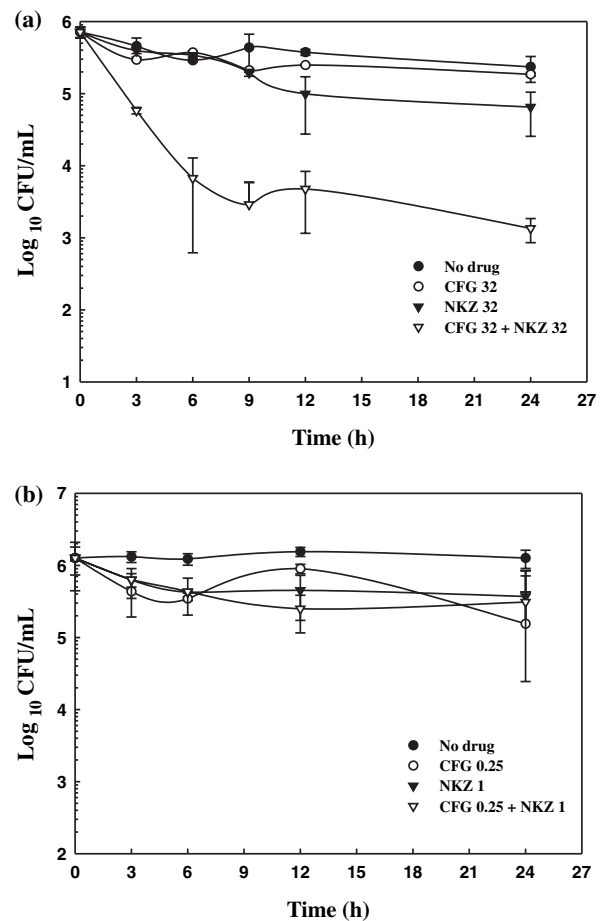 (a)
6
5
4
3
2
1
Log 10 CFU/mL
No drug
CFG 32
NKZ 32
CFG 32 + NKZ 32
0 3 6 9 12 15 18 21 24 27
Time (h)
(b)
7
6
5
4
3
2
Log 10 CFU/mL
No drug
CFG 0.25
NKZ 1
CFG 0.25 + NKZ 1
0 3 6 9 12 15 18 21 24 27
Time (h)